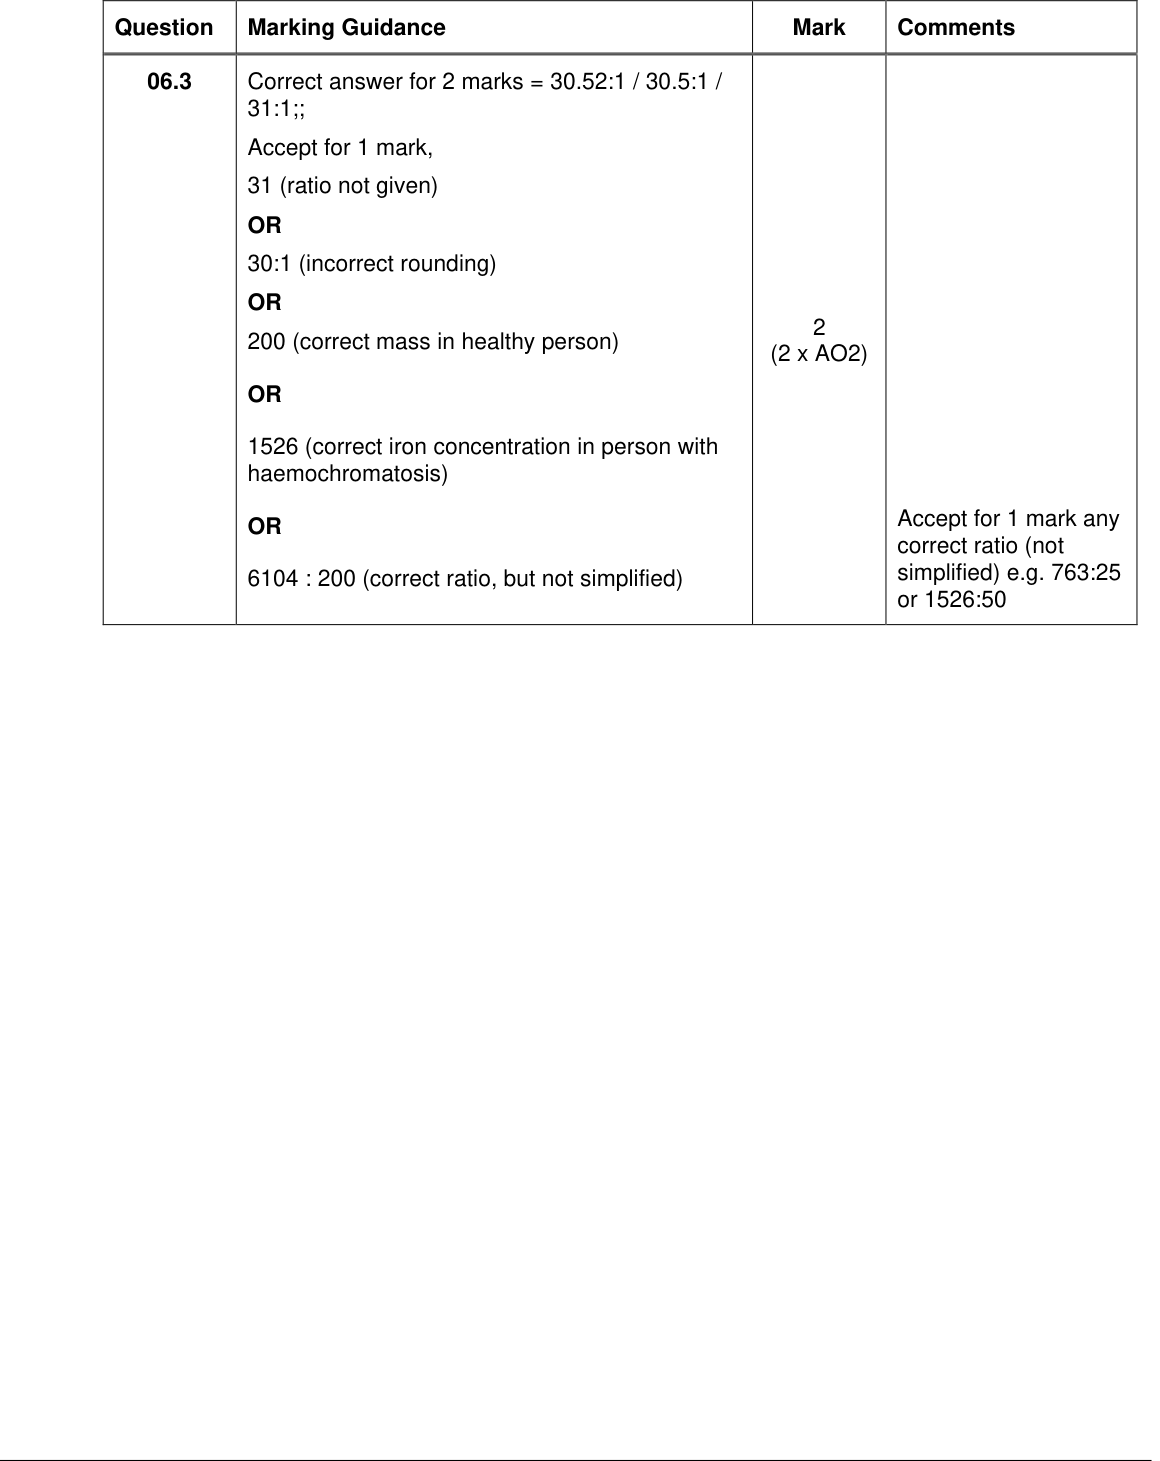 Question Marking Guidance Mark Comments
06.3 Correct answer for 2 marks = 30.52:1 / 30.5:1 /
31:1;;
Accept for 1 mark,
31 (ratio not given)
OR
30:1 (incorrect rounding)
OR
200 (correct mass in healthy person)
OR
1526 (correct iron concentration in person with
haemochromatosis)
OR
6104 : 200 (correct ratio, but not simplified)
2
(2 x AO2)
Accept for 1 mark any
correct ratio (not
simplified) e.g. 763:25
or 1526:50